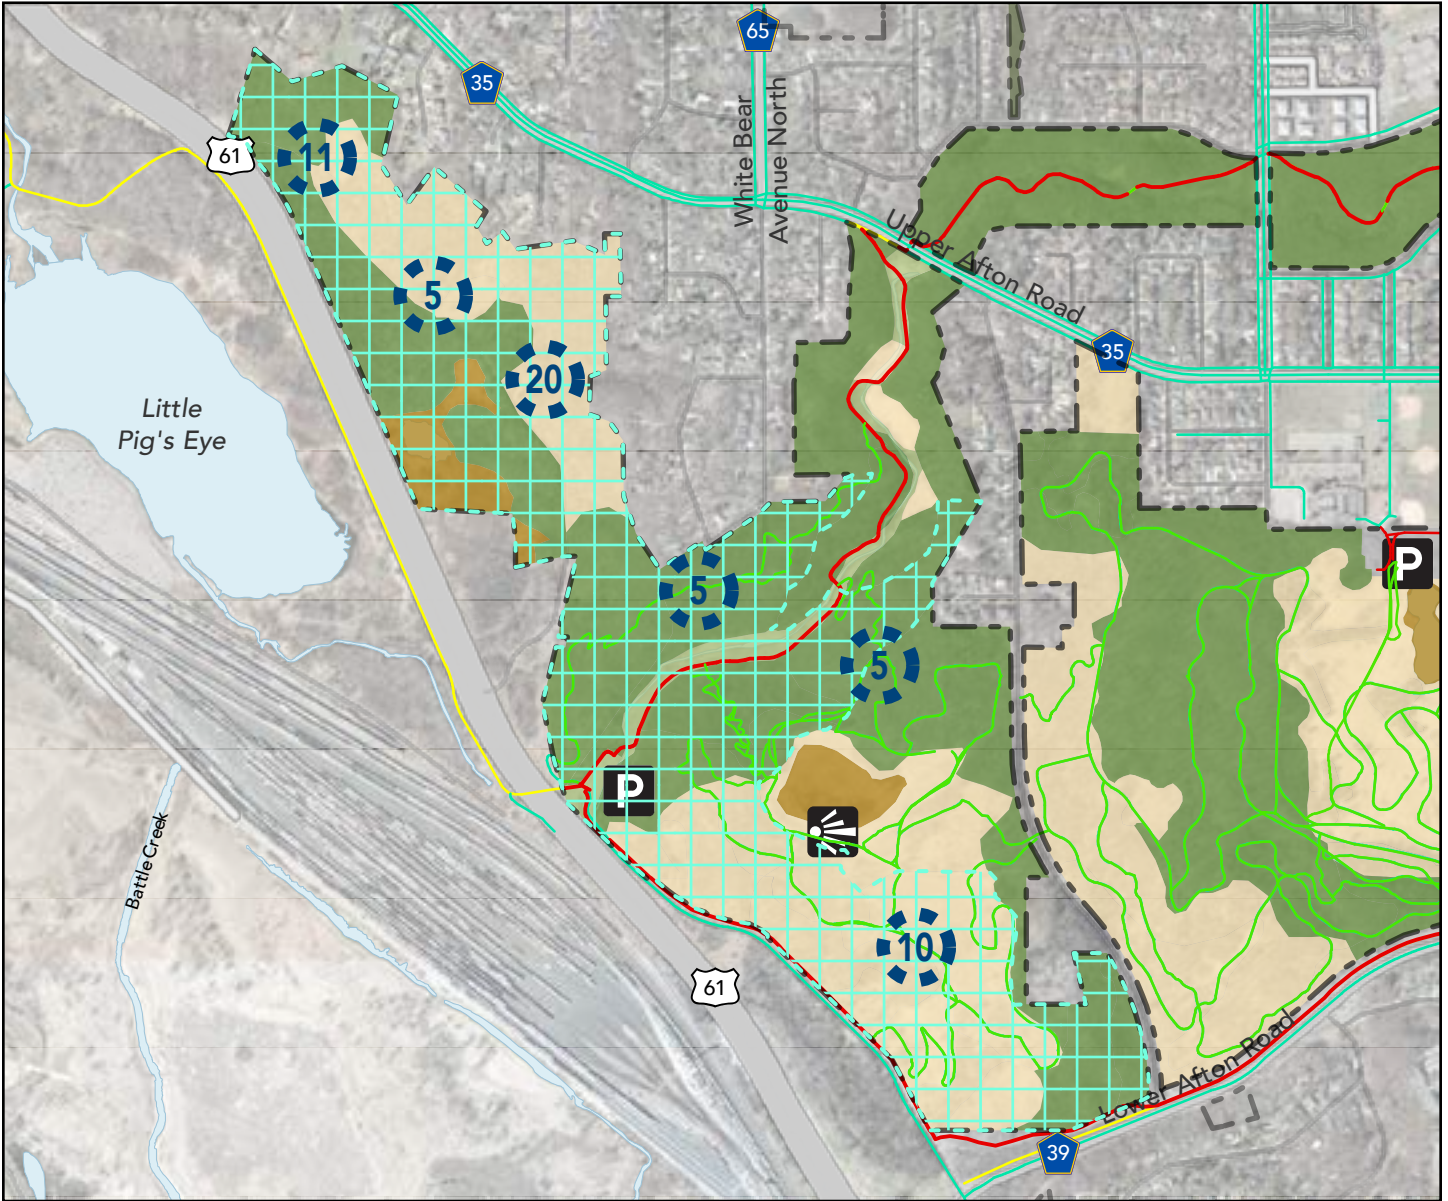 65
35
White Bear
Avenue North
61
11
Upper Afton Road
5
35
20
Little
Pig's Eye
P
5
5
P
Battle Creek
10
61
Lower Afton Road
39